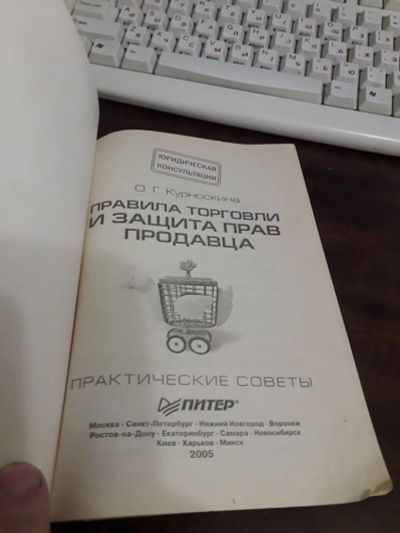 ЮРИДИЧЕСКАЯ
КОНСУЛЬТАЦИЯ
О. Г. Курноскина
ПРАВИЛА ТОРГОВЛИ
И ЗАЩИТА ПРАВ
ПРОДАВЦА
ПРАКТИЧЕСКИЕ СОВЕТЫ
ПИТЕР®
Москва · Санкт-Петербург · Нижний Новгород · Воронеж
Ростов-на-Дону · Екатеринбург · Самара · Новосибирск
Киев · Харьков · Минск
2005